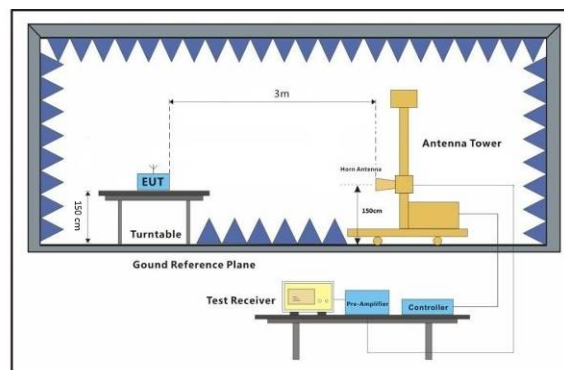 3m
Antenna Tower
Horn Antenna
EUT
150 cm
150cm
Turntable
Gound Reference Plane
Test Receiver
Pre-Amplifier
Controller